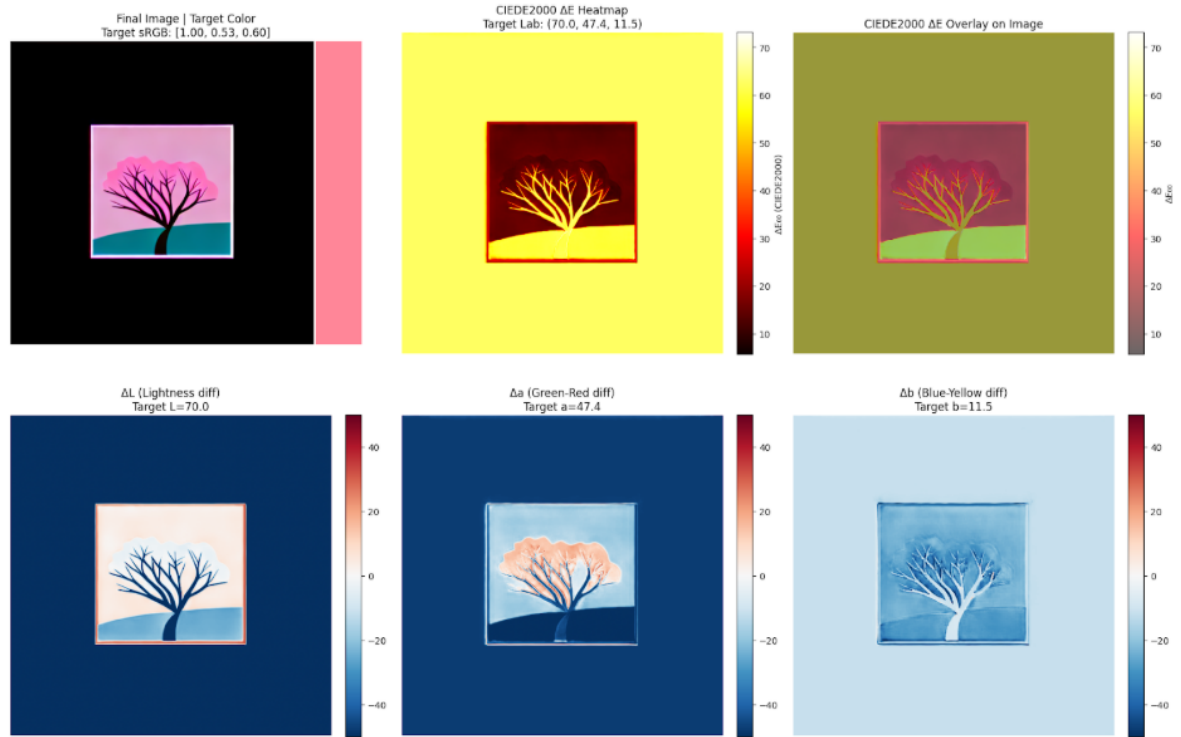 Final Image | Target Color
Target sRGB: [1.00, 0.53, 0.60]
CIEDE2000 ΔE Heatmap
Target Lab: (70.0, 47.4, 11.5)
70
60
50
40
30
20
10
ΔE₀₀ (CIEDE2000)
CIEDE2000 ΔE Overlay on Image
70
60
50
40
30
20
10
ΔE₀₀
ΔL (Lightness diff)
Target L=70.0
40
20
0
−20
−40
Δa (Green-Red diff)
Target a=47.4
40
20
0
−20
−40
Δb (Blue-Yellow diff)
Target b=11.5
40
20
0
−20
−40